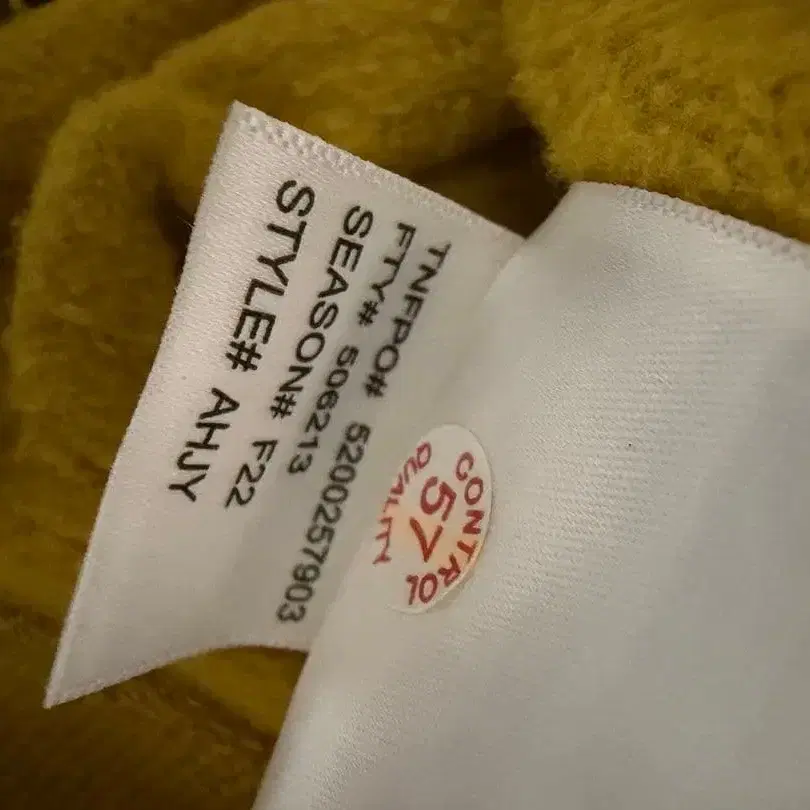 TNFPO# 5200257903
FTY# 506213
SEASON# F22
STYLE# AHJY
QUALITY
57
CONTROL